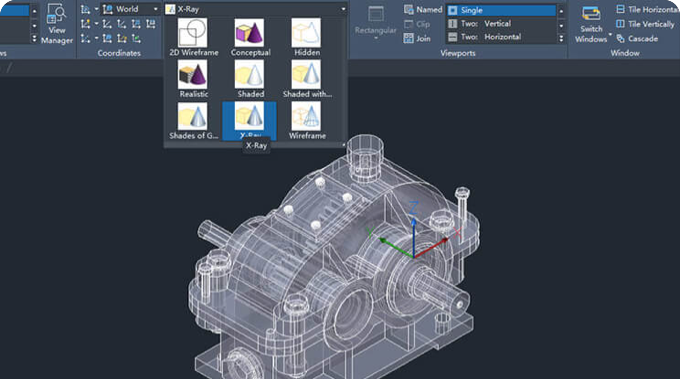 World
X-Ray
View
Manager
Coordinates
2D Wireframe
Conceptual
Hidden
Realistic
Shaded
Shaded with...
Shades of G...
X-Ray
Wireframe
X-Ray
Rectangular
Named
Clip
Join
Single
Two: Vertical
Two: Horizontal
Viewports
Switch
Windows
Tile Horizonta
Tile Vertically
Cascade
Window